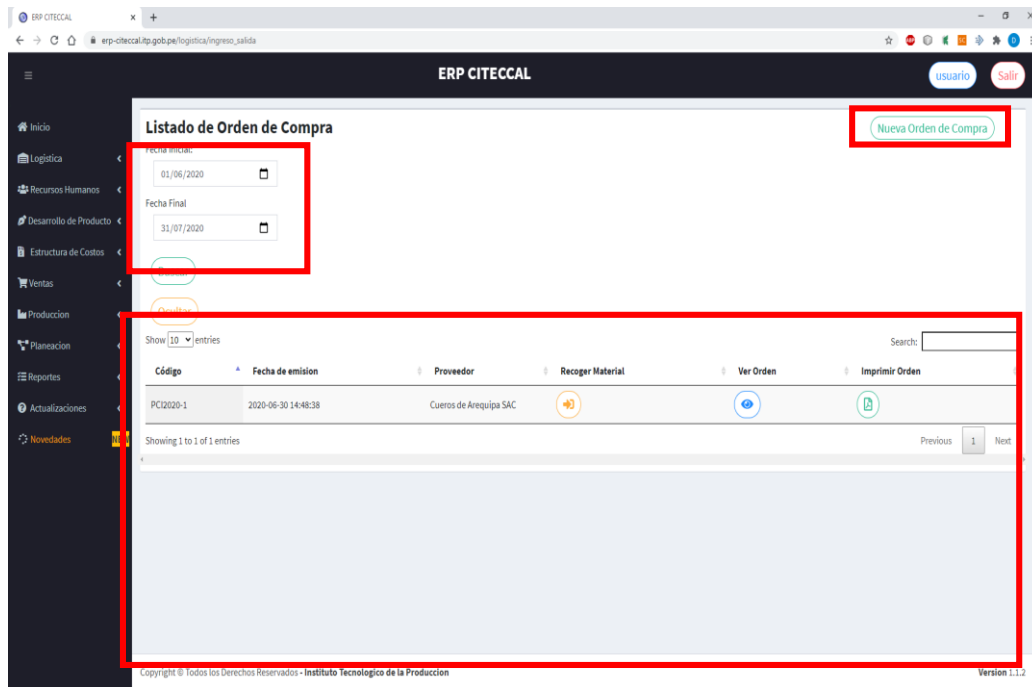 ERP CITECCAL
erp-citeccal.itp.gob.pe/logistica/ingreso_salida
ERP CITECCAL
usuario
Salir
Inicio
Logistica
Recursos Humanos
Desarrollo de Producto
Estructura de Costos
Ventas
Produccion
Planeacion
Reportes
Actualizaciones
Novedades
Listado de Orden de Compra
Nueva Orden de Compra
Fecha Inicial:
01/06/2020
Fecha Final
31/07/2020
Buscar
Ocultar
Show 10 entries
Search:
Código Fecha de emision Proveedor Recoger Material Ver Orden Imprimir Orden
PCI2020-1 2020-06-30 14:48:38 Cueros de Arequipa SAC
Showing 1 to 1 of 1 entries
Previous 1 Next
Copyright © Todos los Derechos Reservados - Instituto Tecnologico de la Produccion
Version 1.1.2